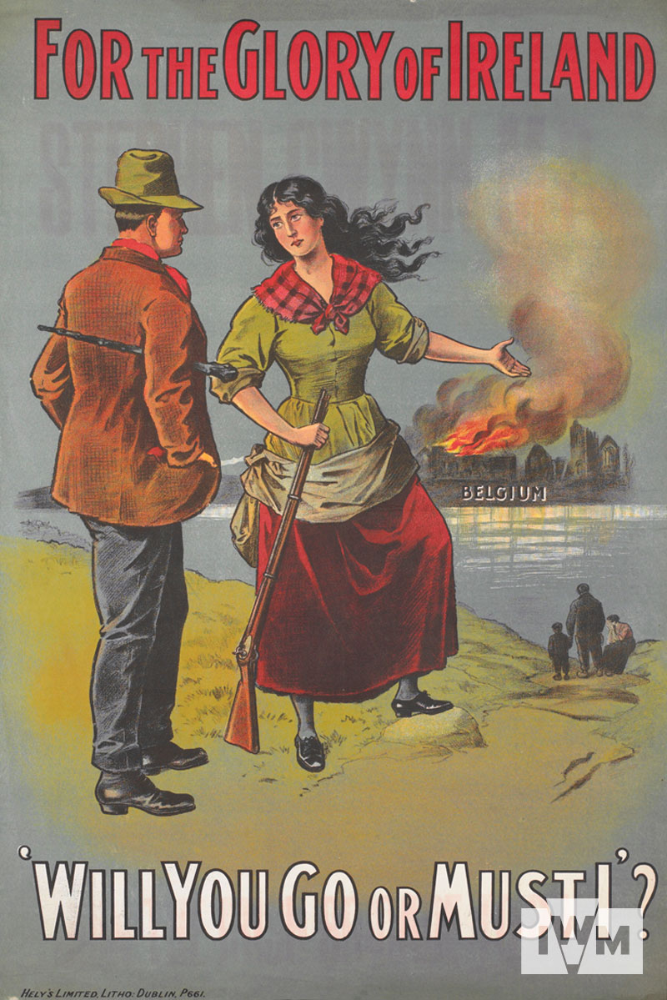 FOR THE GLORY OF IRELAND
BELGIUM
'WILL YOU GO OR MUST I'?
IWM
HELY'S LIMITED, LITHO: DUBLIN, P661.